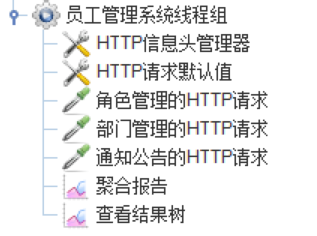 员工管理系统线程组
HTTP信息头管理器
HTTP请求默认值
角色管理的HTTP请求
部门管理的HTTP请求
通知公告的HTTP请求
聚合报告
查看结果树